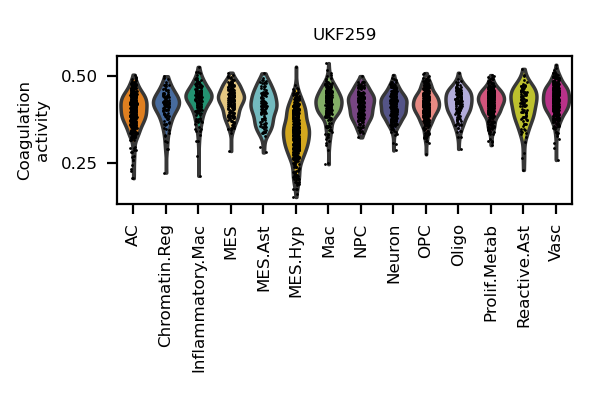 UKF259
Coagulation
activity
0.50
0.25
AC
Chromatin.Reg
Inflammatory.Mac
MES
MES.Ast
MES.Hyp
Mac
NPC
Neuron
OPC
Oligo
Prolif.Metab
Reactive.Ast
Vasc